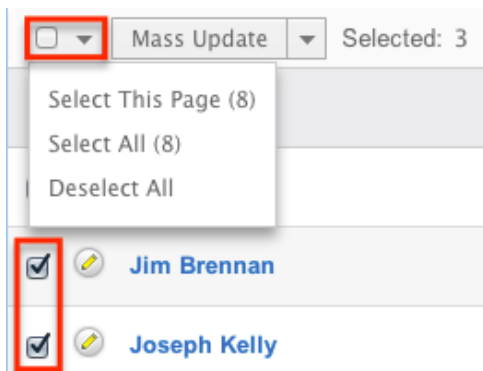 Mass Update Selected: 3
Select This Page (8)
Select All (8)
Deselect All
Jim Brennan
Joseph Kelly